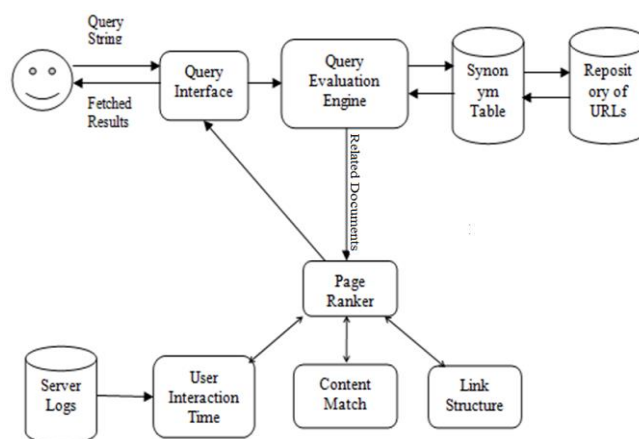 Query
String
Fetched
Results
Query
Interface
Query
Evaluation
Engine
Synon
ym
Table
Reposit
ory of
URLs
Related Documents
Page
Ranker
Server
Logs
User
Interaction
Time
Content
Match
Link
Structure